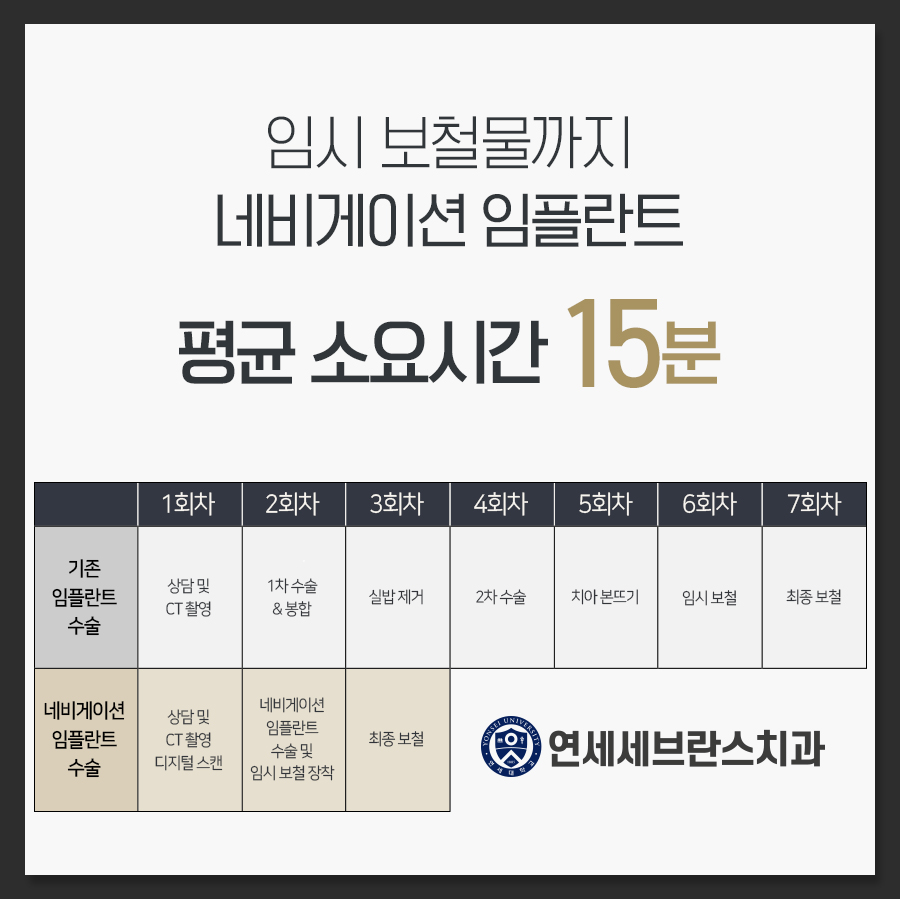 임시 보철물까지
네비게이션 임플란트
평균 소요시간 15분
1회차 2회차 3회차 4회차 5회차 6회차 7회차
기존
임플란트
수술
상담 및
CT 촬영
1차 수술
& 봉합
실밥 제거
2차 수술
치아 본뜨기
임시 보철
최종 보철
네비게이션
임플란트
수술
상담 및
CT 촬영
디지털 스캔
네비게이션
임플란트
수술 및
임시 보철 장착
최종 보철
YONSEI UNIVERSITY
연세대학교
연세세브란스치과